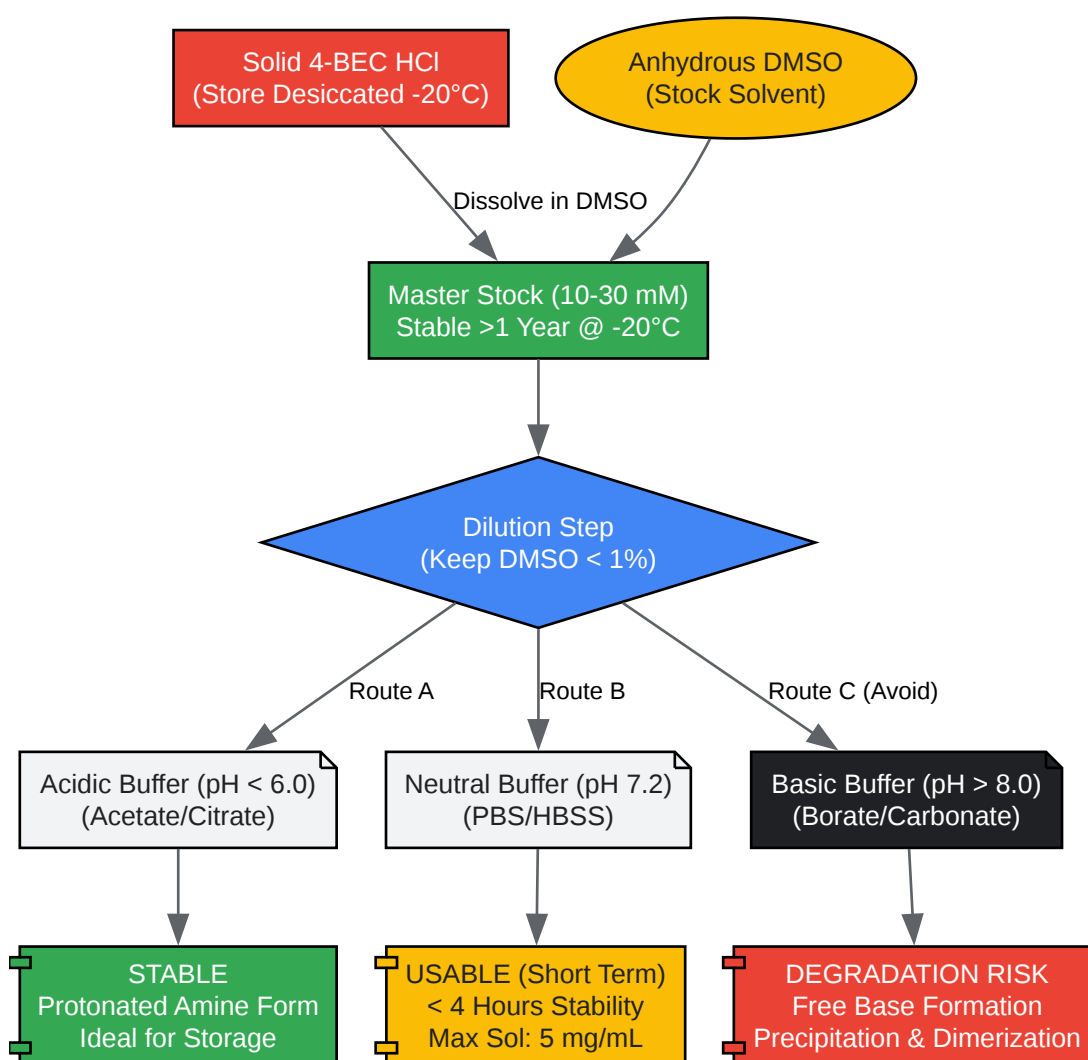 Solid 4-BEC HCl
(Store Desiccated -20°C)
Anhydrous DMSO
(Stock Solvent)
Dissolve in DMSO
Master Stock (10-30 mM)
Stable >1 Year @ -20°C
Dilution Step
(Keep DMSO < 1%)
Route A
Route B
Route C (Avoid)
Acidic Buffer (pH < 6.0)
(Acetate/Citrate)
Neutral Buffer (pH 7.2)
(PBS/HBSS)
Basic Buffer (pH > 8.0)
(Borate/Carbonate)
STABLE
Protonated Amine Form
Ideal for Storage
USABLE (Short Term)
< 4 Hours Stability
Max Sol: 5 mg/mL
DEGRADATION RISK
Free Base Formation
Precipitation & Dimerization